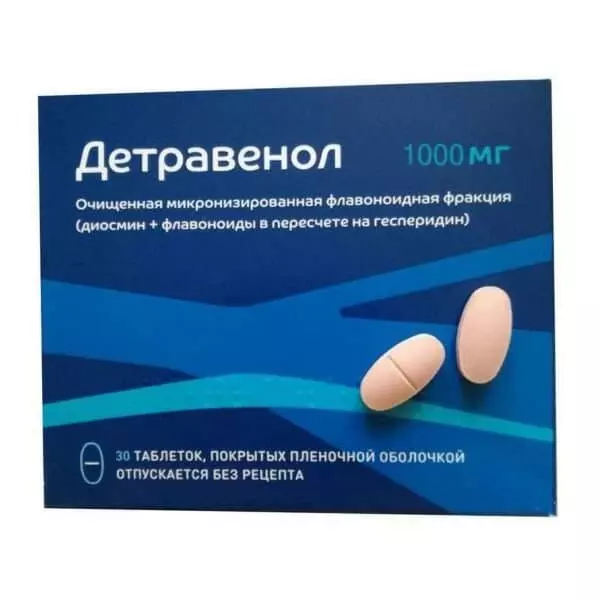 Детравенол 1000 мг
Очищенная микронизированная флавоноидная фракция
(диосмин + флавоноиды в пересчете на гесперидин)
30 ТАБЛЕТОК, ПОКРЫТЫХ ПЛЕНОЧНОЙ ОБОЛОЧКОЙ
ОТПУСКАЕТСЯ БЕЗ РЕЦЕПТА